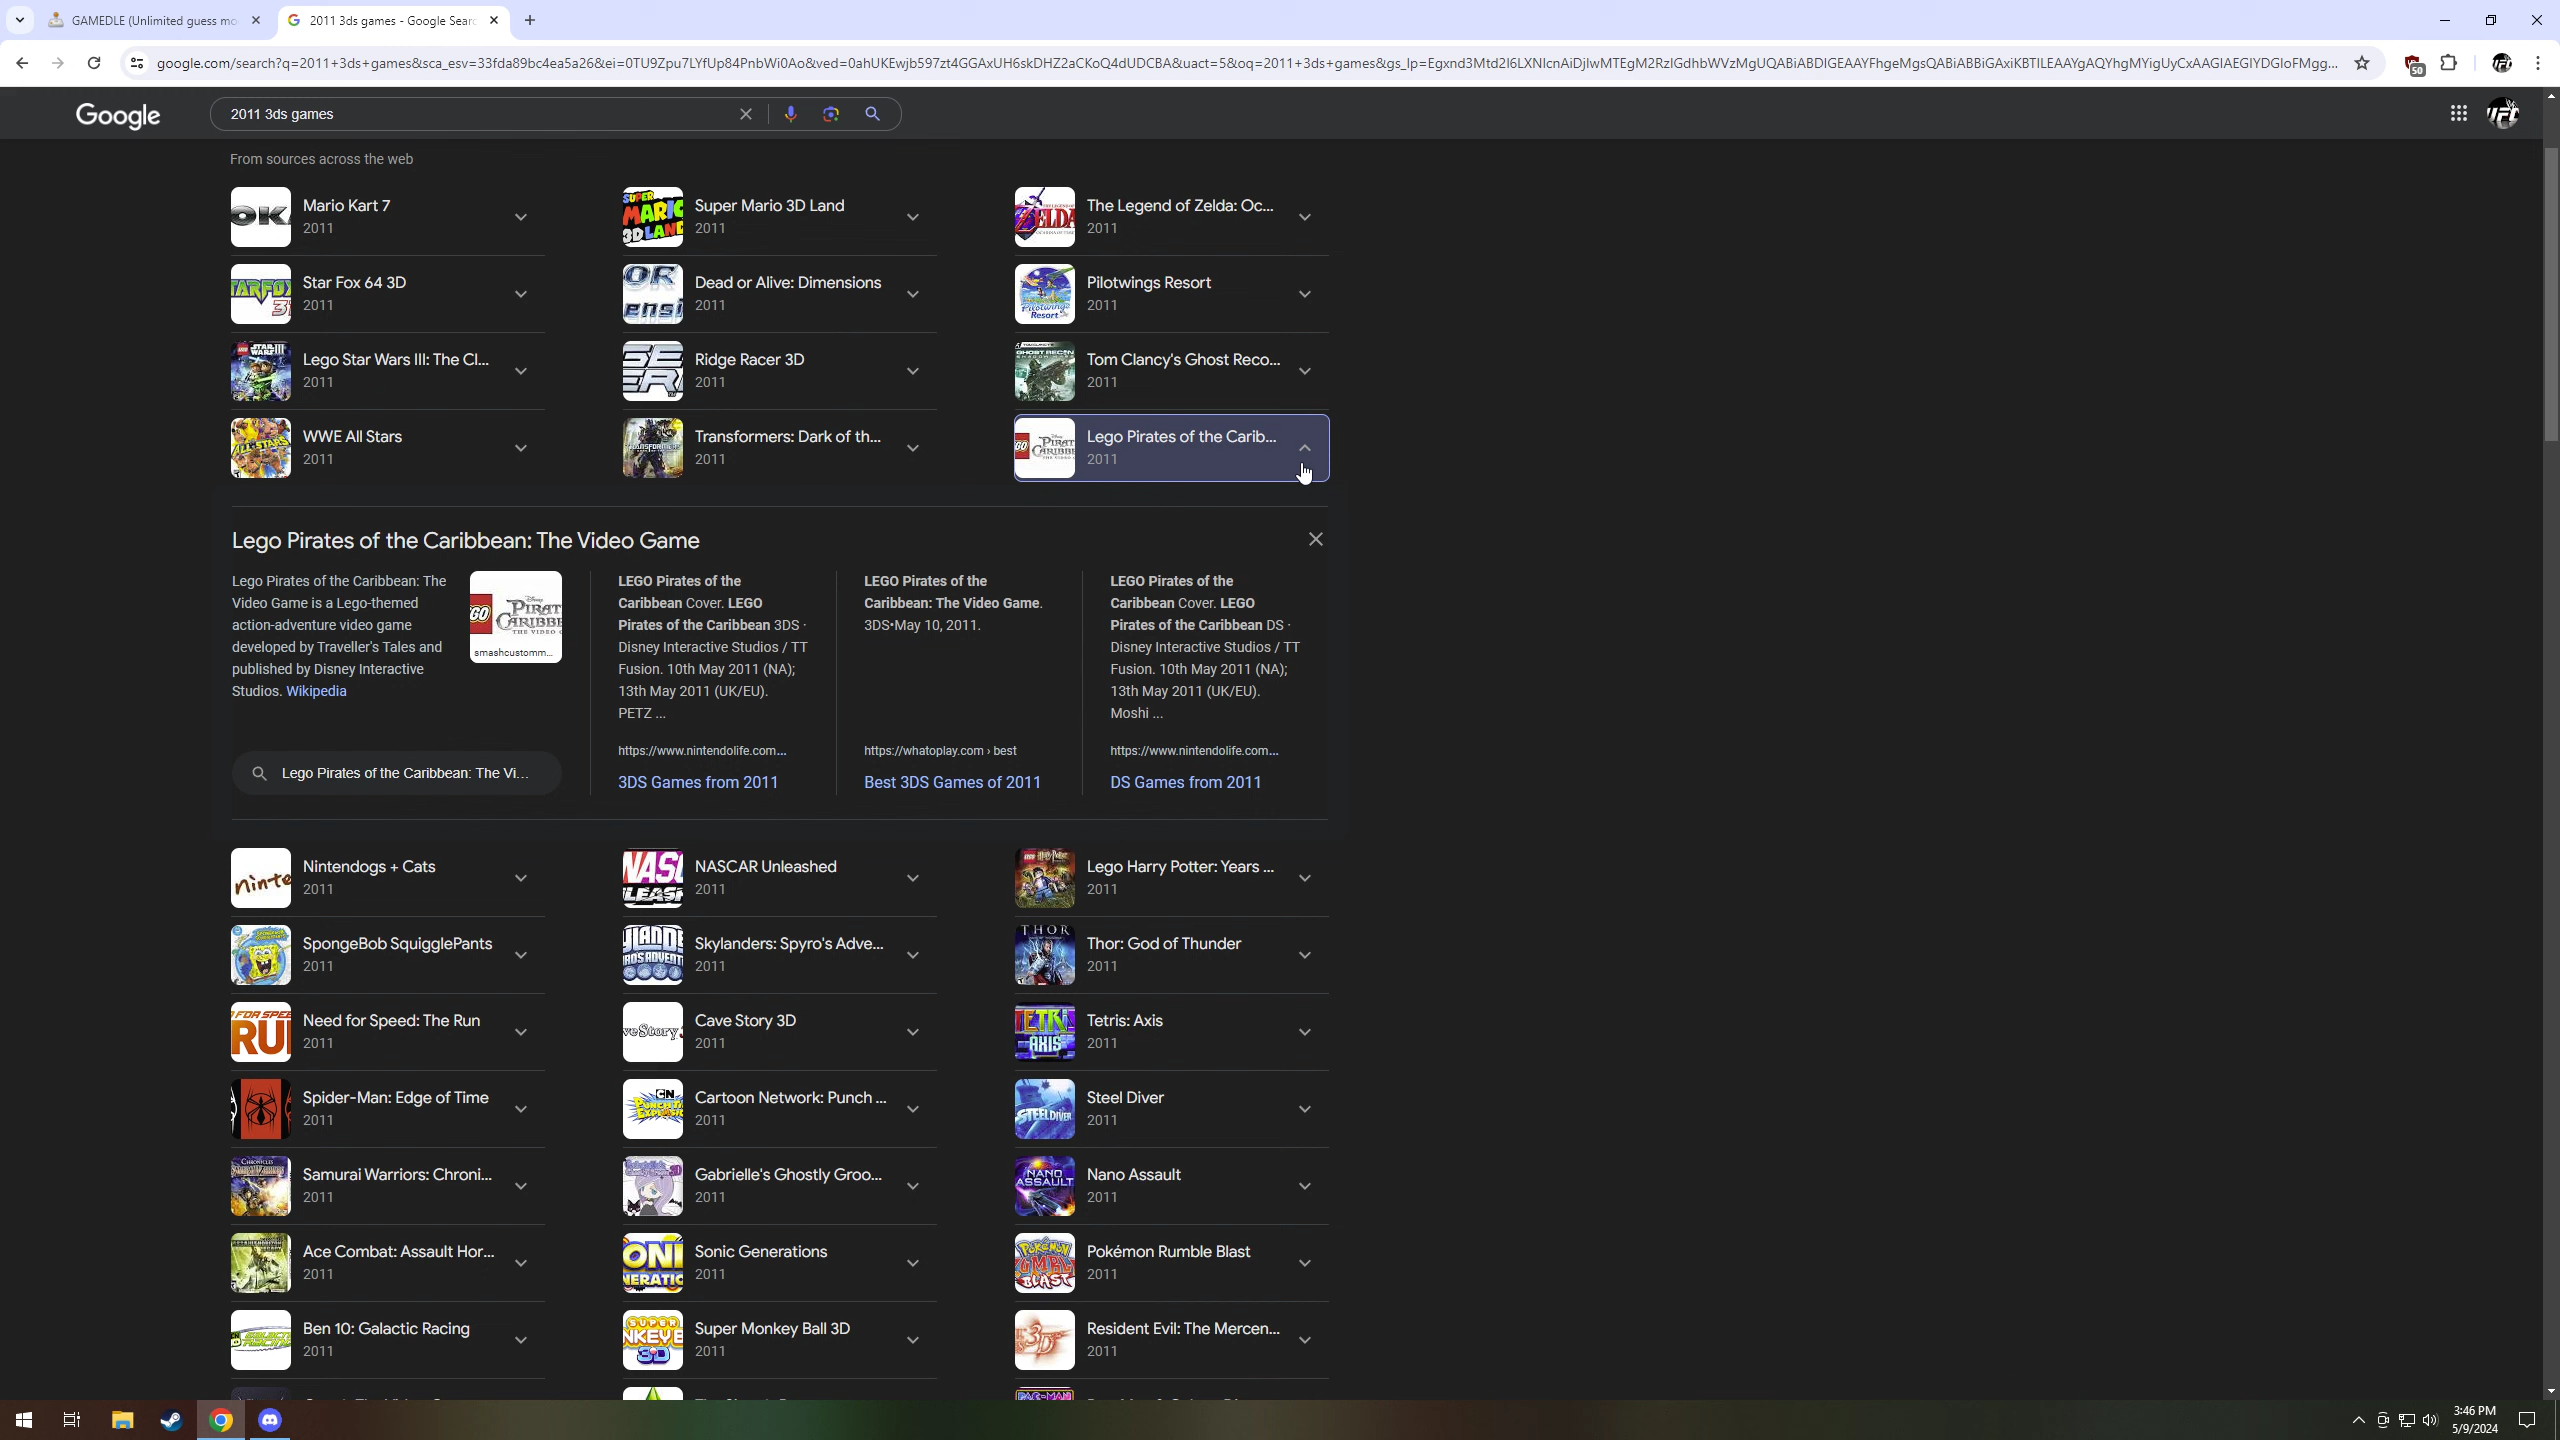 GAMEDLE (Unlimited guess mo
2011 3ds games - Google Searc
google.com/search?q=2011+3ds+games&sca_esv=33fda89bc4ea5a26&ei=0TU9Zpu7LYfUp84PnbWi0Ao&ved=0ahUKEwjb597zt4GGAxUH6skDHZ2aCKoQ4dUDCBA&uact=5&oq=2011+3ds+games&gs_lp=
50
Google
2011 3ds games
From sources across the web
Mario Kart 7
2011
Super Mario 3D Land
2011
The Legend of Zelda: Oc...
2011
Star Fox 64 3D
2011
Dead or Alive: Dimensions
2011
Pilotwings Resort
2011
Lego Star Wars III: The Cl...
2011
Ridge Racer 3D
2011
Tom Clancy's Ghost Reco...
2011
WWE All Stars
2011
Transformers: Dark of th...
2011
Lego Pirates of the Carib...
2011
Lego Pirates of the Caribbean: The Video Game
Lego Pirates of the Caribbean: The
Video Game is a Lego-themed
action-adventure video game
developed by Traveller's Tales and
published by Disney Interactive
Studios. Wikipedia
smashcustomm...
Lego Pirates of the Caribbean: The Vi...
LEGO Pirates of the
Caribbean Cover. LEGO
Pirates of the Caribbean 3DS ·
Disney Interactive Studios / TT
Fusion. 10th May 2011 (NA);
13th May 2011 (UK/EU).
PETZ ...
https://www.nintendolife.com...
3DS Games from 2011
LEGO Pirates of the
Caribbean: The Video Game.
3DS•May 10, 2011.
https://whatoplay.com › best
Best 3DS Games of 2011
LEGO Pirates of the
Caribbean Cover. LEGO
Pirates of the Caribbean DS ·
Disney Interactive Studios / TT
Fusion. 10th May 2011 (NA);
13th May 2011 (UK/EU).
Moshi ...
https://www.nintendolife.com...
DS Games from 2011
Nintendogs + Cats
2011
NASCAR Unleashed
2011
Lego Harry Potter: Years ...
2011
SpongeBob SquigglePants
2011
Skylanders: Spyro's Adve...
2011
Thor: God of Thunder
2011
Need for Speed: The Run
2011
Cave Story 3D
2011
Tetris: Axis
2011
Spider-Man: Edge of Time
2011
Cartoon Network: Punch ...
2011
Steel Diver
2011
Samurai Warriors: Chroni...
2011
Gabrielle's Ghostly Groo...
2011
Nano Assault
2011
Ace Combat: Assault Hor...
2011
Sonic Generations
2011
Pokémon Rumble Blast
2011
Ben 10: Galactic Racing
2011
Super Monkey Ball 3D
2011
Resident Evil: The Mercen...
2011
3:46 PM
5/9/2024